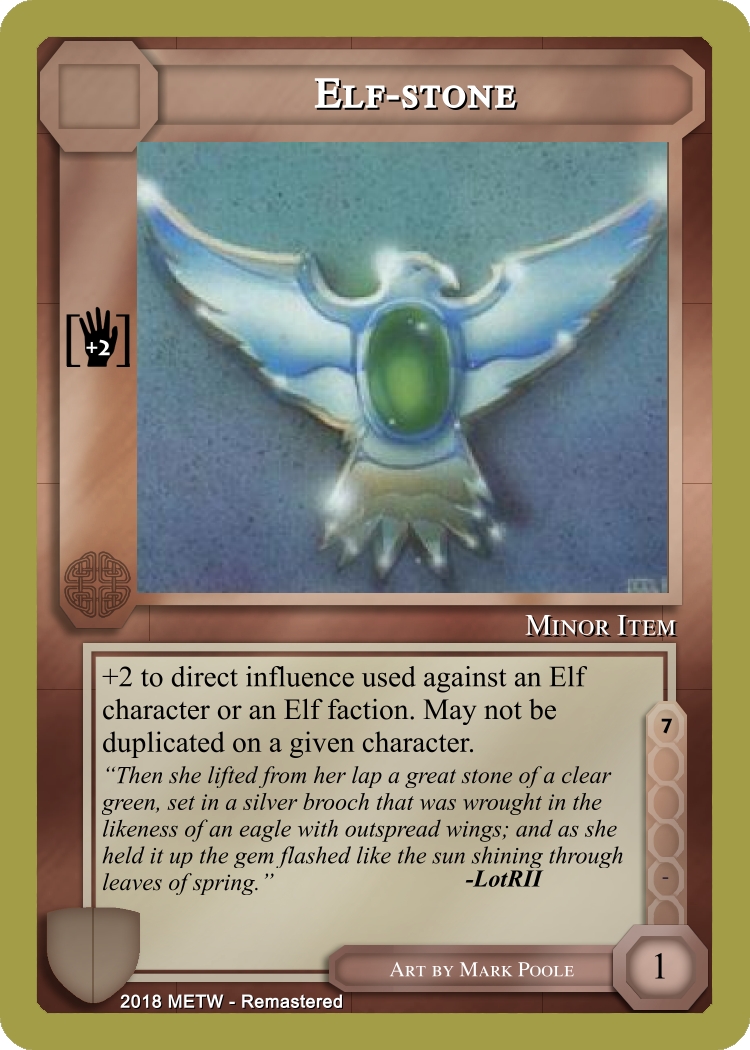 Elf-stone
[+2]
Minor Item
+2 to direct influence used against an Elf
character or an Elf faction. May not be
duplicated on a given character.
7
“Then she lifted from her lap a great stone of a clear
green, set in a silver brooch that was wrought in the
likeness of an eagle with outspread wings; and as she
held it up the gem flashed like the sun shining through
leaves of spring.” -LotRII
-
Art by Mark Poole
1
2018 METW - Remastered